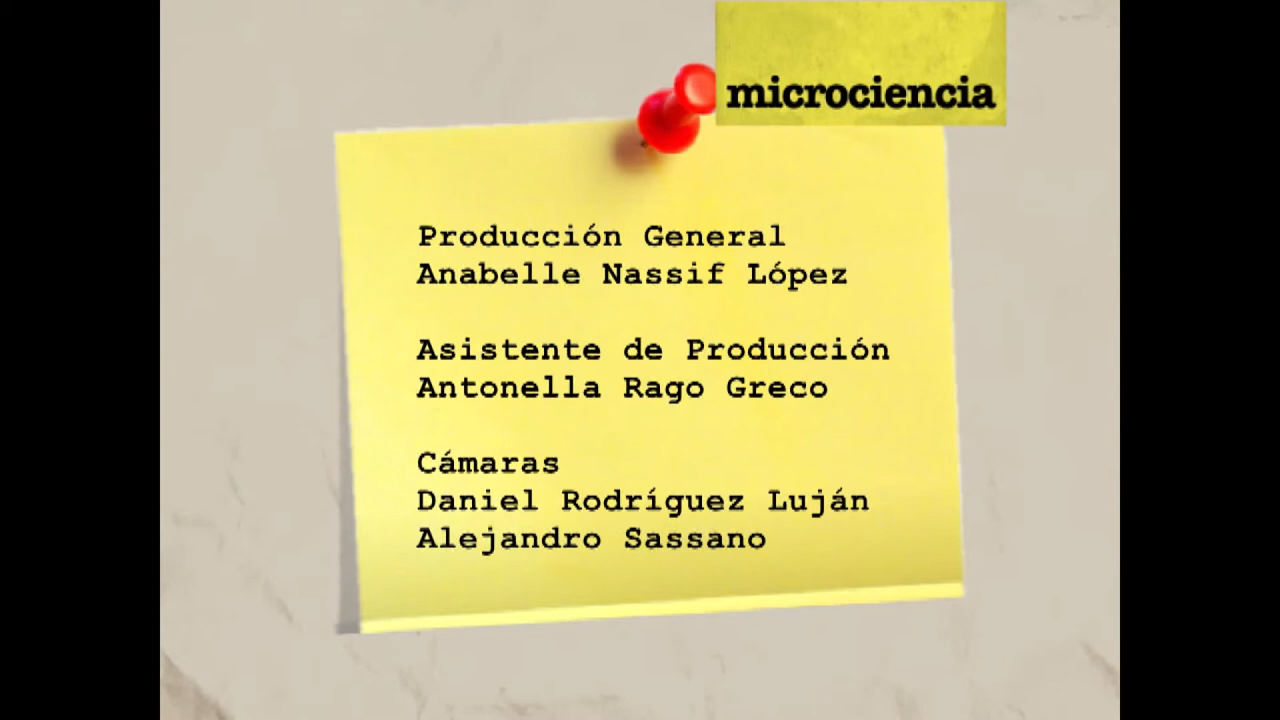 microciencia
Producción General
Anabelle Nassif López
Asistente de Producción
Antonella Rago Greco
Cámaras
Daniel Rodríguez Luján
Alejandro Sassano